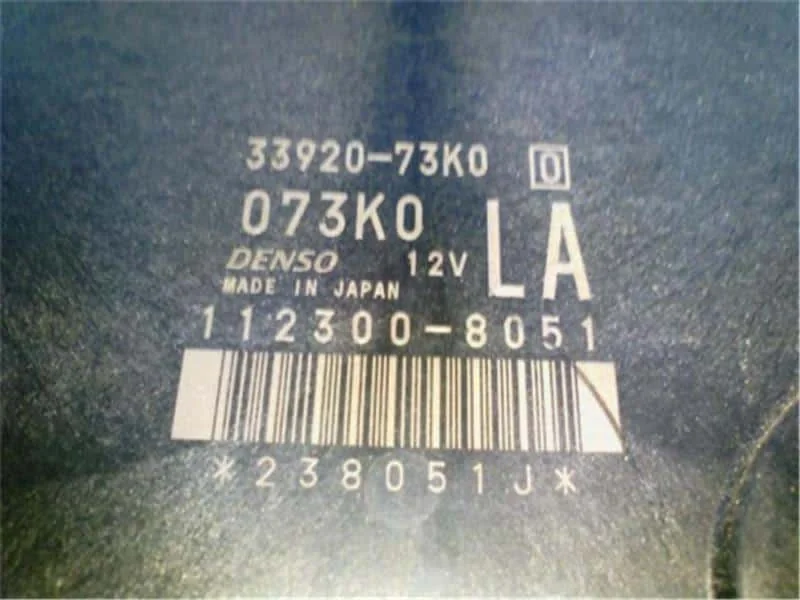 33920-73K0 0
073K0 LA
DENSO 12V
MADE IN JAPAN
112300-8051
*238051J*